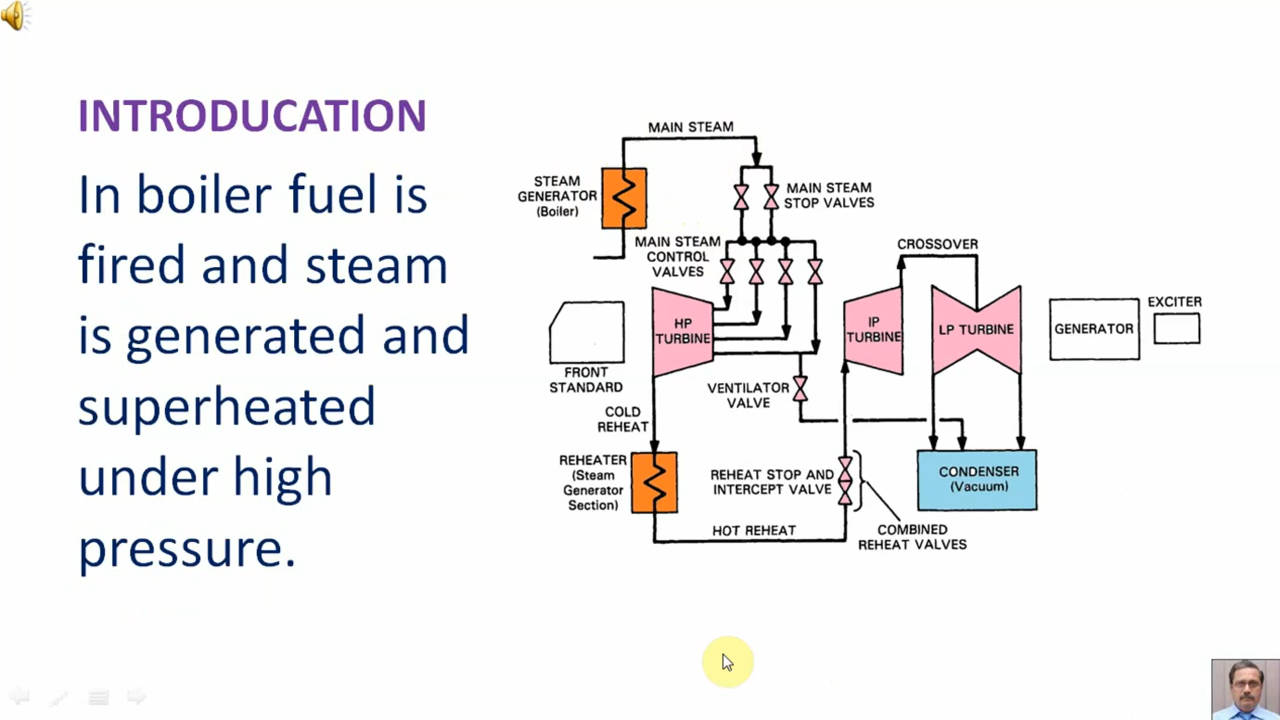 INTRODUCATION
In boiler fuel is
fired and steam
is generated and
superheated
under high
pressure.
MAIN STEAM
STEAM
GENERATOR
(Boiler)
MAIN STEAM
STOP VALVES
MAIN STEAM
CONTROL
VALVES
CROSSOVER
HP
TURBINE
IP
TURBINE
LP TURBINE
GENERATOR
EXCITER
FRONT
STANDARD
VENTILATOR
VALVE
COLD
REHEAT
REHEATER
(Steam
Generator
Section)
REHEAT STOP AND
INTERCEPT VALVE
CONDENSER
(Vacuum)
HOT REHEAT
COMBINED
REHEAT VALVES